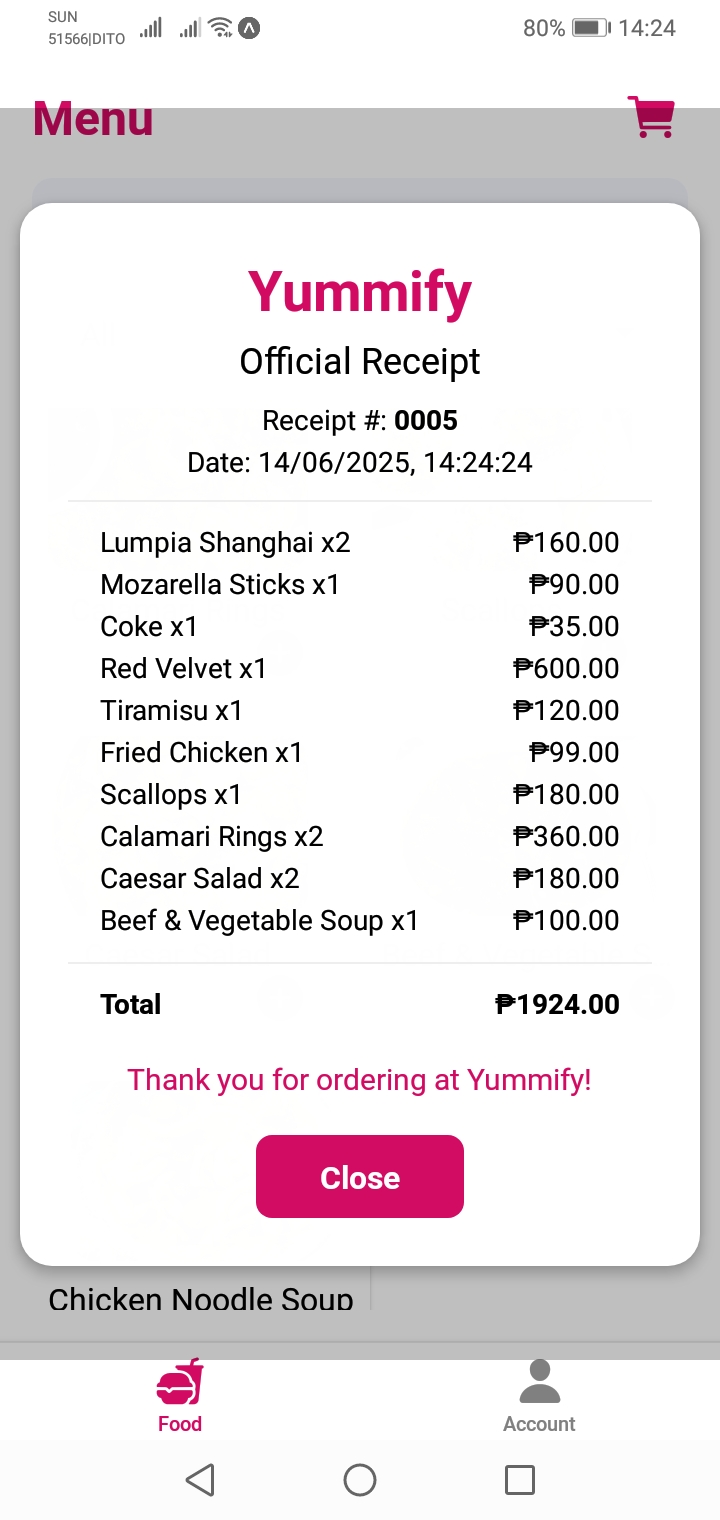 SUN
51566|DITO
80% 14:24
Menu
Yummify
Official Receipt
Receipt #: 0005
Date: 14/06/2025, 14:24:24
Lumpia Shanghai x2 ₱160.00
Mozarella Sticks x1 ₱90.00
Coke x1 ₱35.00
Red Velvet x1 ₱600.00
Tiramisu x1 ₱120.00
Fried Chicken x1 ₱99.00
Scallops x1 ₱180.00
Calamari Rings x2 ₱360.00
Caesar Salad x2 ₱180.00
Beef & Vegetable Soup x1 ₱100.00
Total ₱1924.00
Thank you for ordering at Yummify!
Close
Chicken Noodle Soup
Food Account